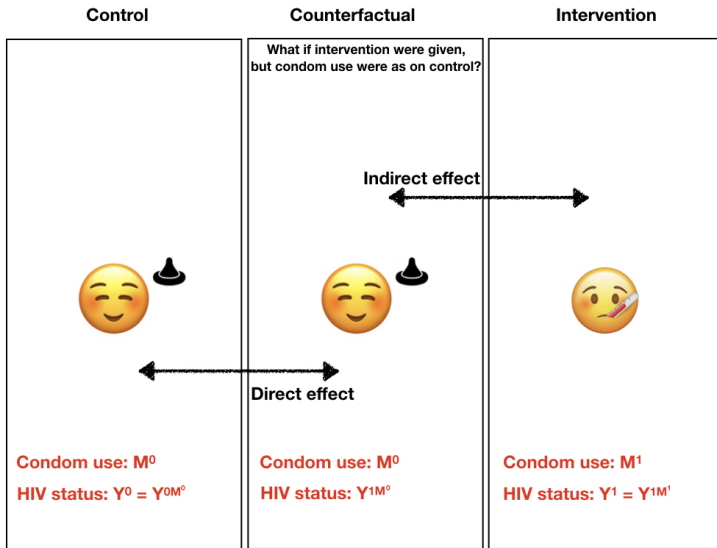 Control
Counterfactual
Intervention
What if intervention were given,
but condom use were as on control?
Indirect effect
Direct effect
Condom use: M⁰
HIV status: Y⁰ = Y⁰ᴹ⁰
Condom use: M⁰
HIV status: Y¹ᴹ⁰
Condom use: M¹
HIV status: Y¹ = Y¹ᴹ¹